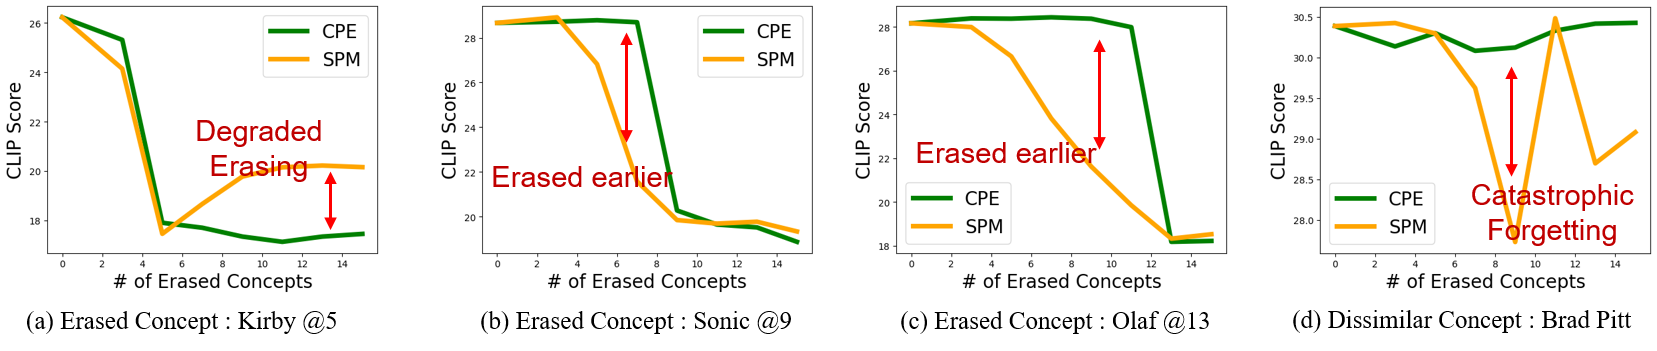 CLIP Score
26
24
22
20
18
0 2 4 6 8 10 12 14
# of Erased Concepts
CPE
SPM
Degraded
Erasing
(a) Erased Concept : Kirby @5
CLIP Score
28
26
24
22
20
0 2 4 6 8 10 12 14
# of Erased Concepts
CPE
SPM
Erased earlier
(b) Erased Concept : Sonic @9
CLIP Score
28
26
24
22
20
18
0 2 4 6 8 10 12 14
# of Erased Concepts
Erased earlier
CPE
SPM
(c) Erased Concept : Olaf @13
CLIP Score
30.5
30.0
29.5
29.0
28.5
28.0
0 2 4 6 8 10 12 14
# of Erased Concepts
CPE
SPM
Catastrophic
Forgetting
(d) Dissimilar Concept : Brad Pitt